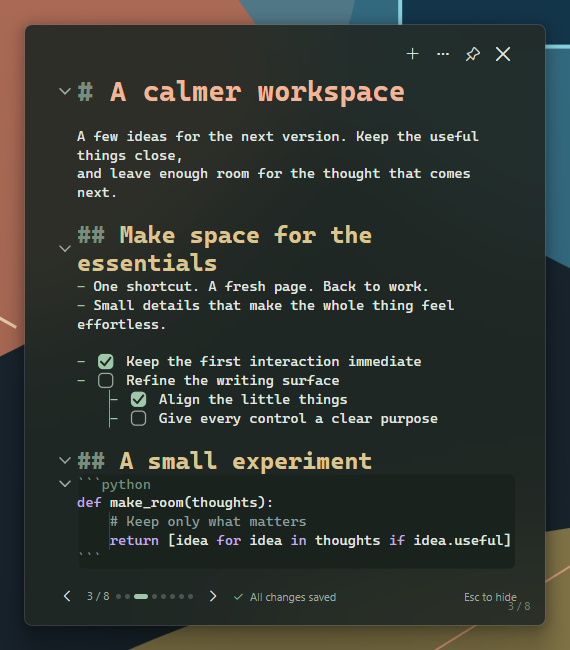 # A calmer workspace
A few ideas for the next version. Keep the useful
things close,
and leave enough room for the thought that comes
next.
## Make space for the
essentials
– One shortcut. A fresh page. Back to work.
– Small details that make the whole thing feel
effortless.
– Keep the first interaction immediate
– Refine the writing surface
– Align the little things
– Give every control a clear purpose
## A small experiment
```python
def make_room(thoughts):
# Keep only what matters
return [idea for idea in thoughts if idea.useful]
```
3 / 8 All changes saved Esc to hide
3 / 8